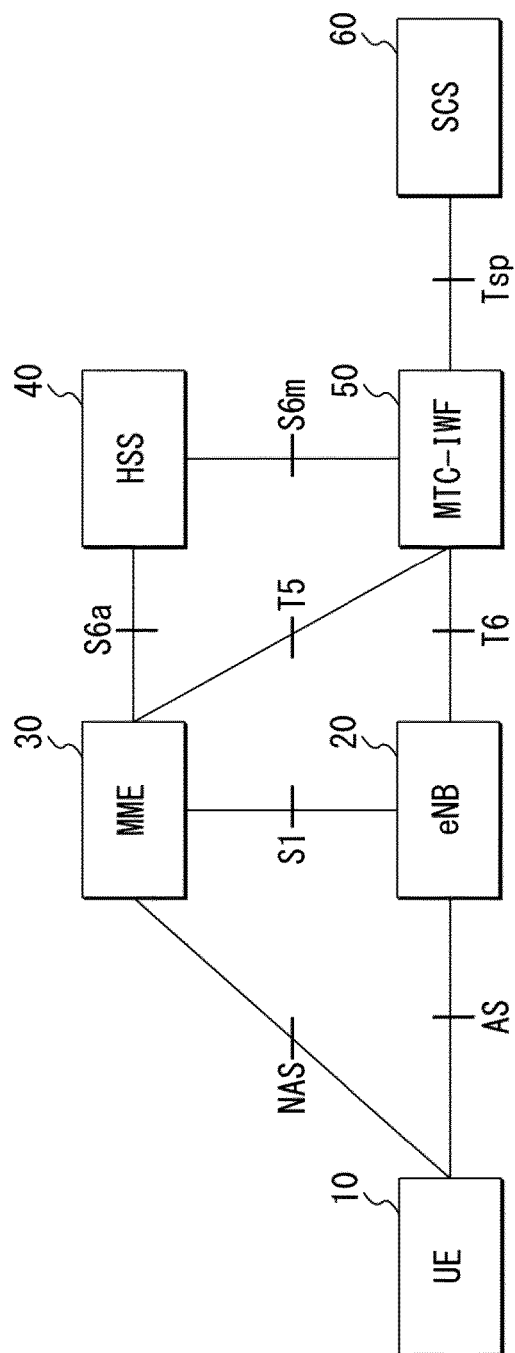 30
MME
S6a
40
HSS
NAS
S1
T5
S6m
10
UE
AS
20
eNB
T6
50
MTC-IWF
Tsp
60
SCS